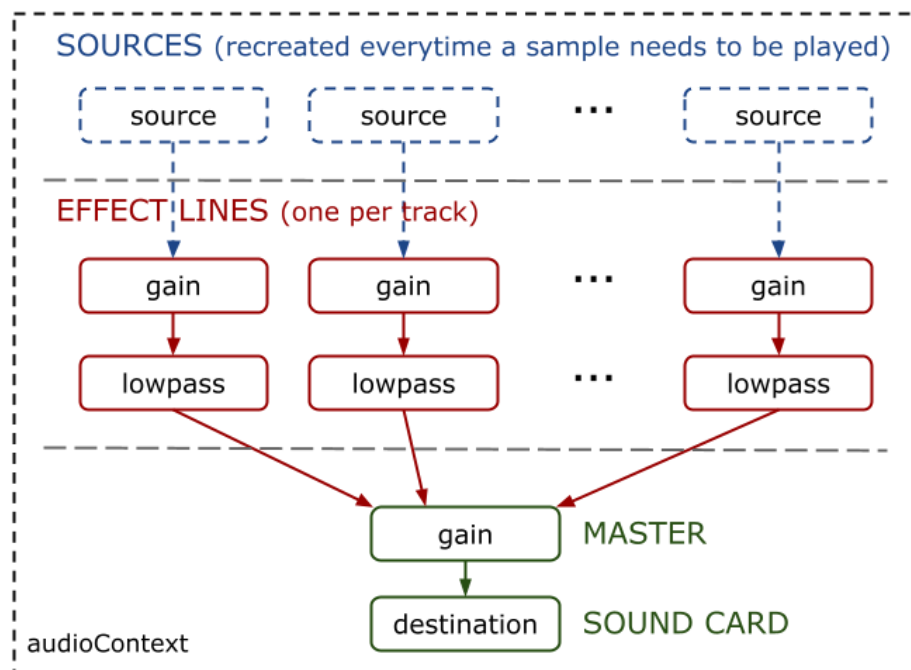 SOURCES (recreated everytime a sample needs to be played)
source source ... source
EFFECT LINES (one per track)
gain gain ... gain
lowpass lowpass ... lowpass
gain MASTER
destination SOUND CARD
audioContext